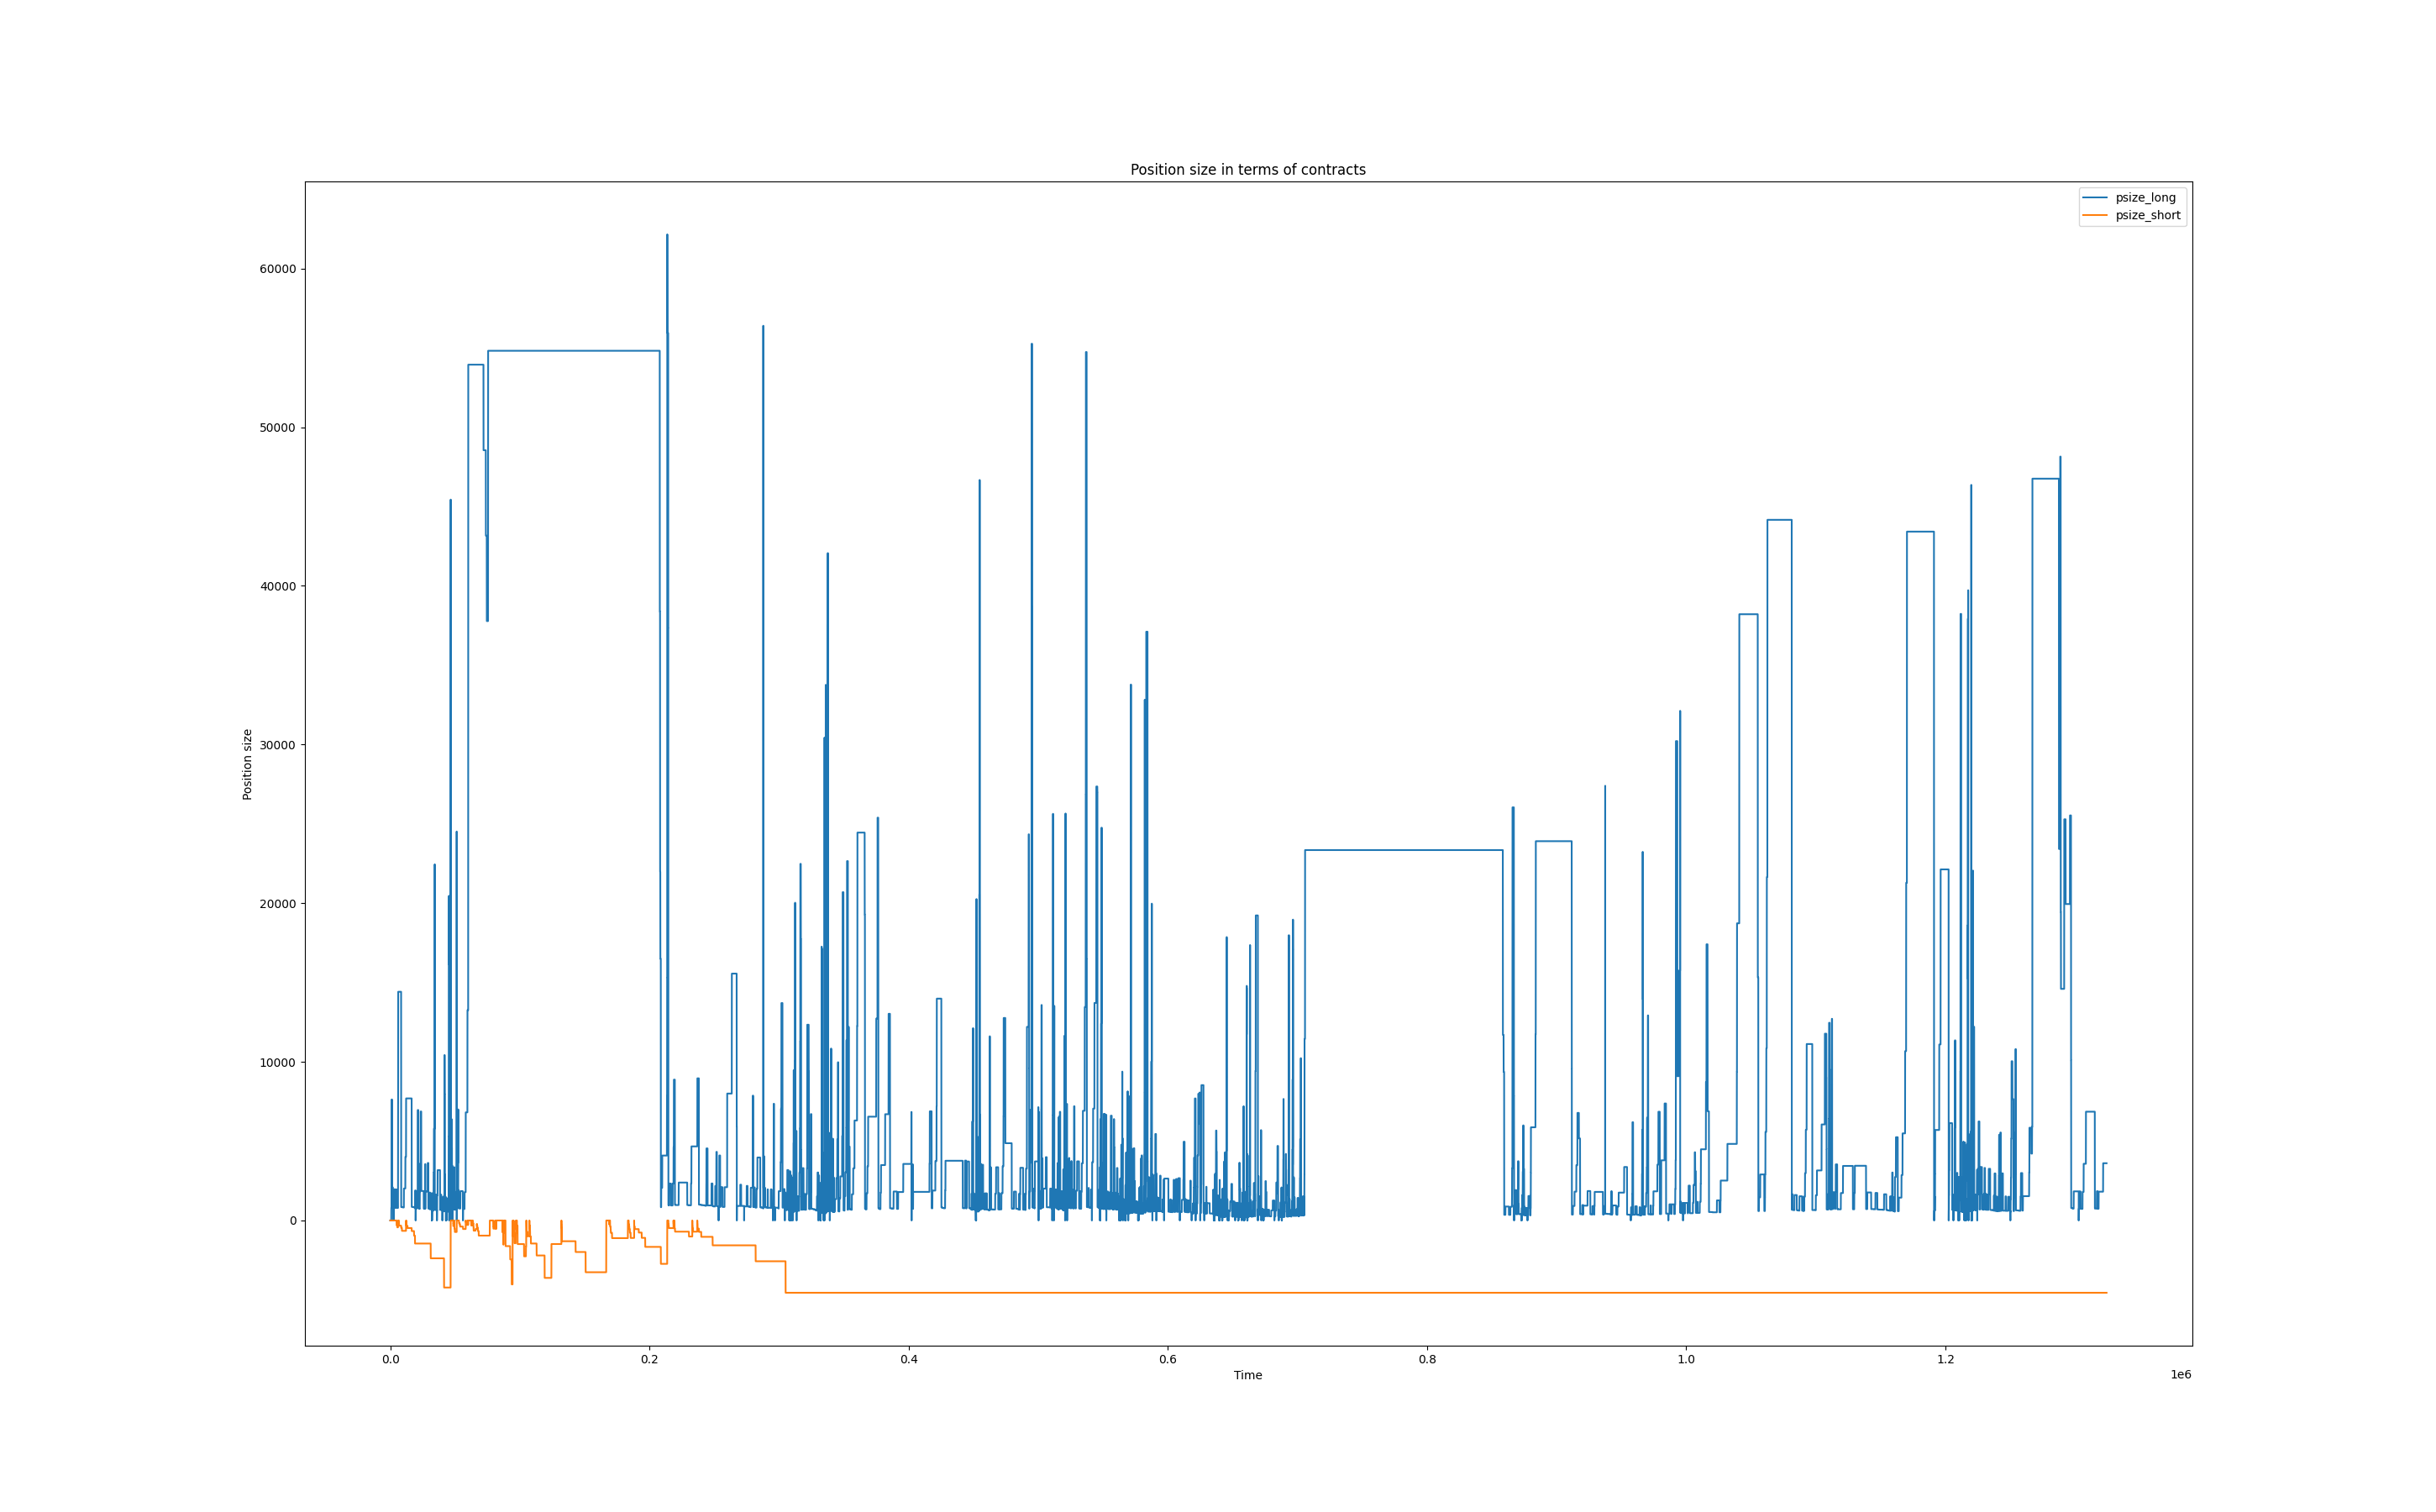 Position size in terms of contracts
psize_long
psize_short
60000
50000
40000
30000
20000
10000
0
Position size
0.0
0.2
0.4
0.6
0.8
1.0
1.2
Time
1e6